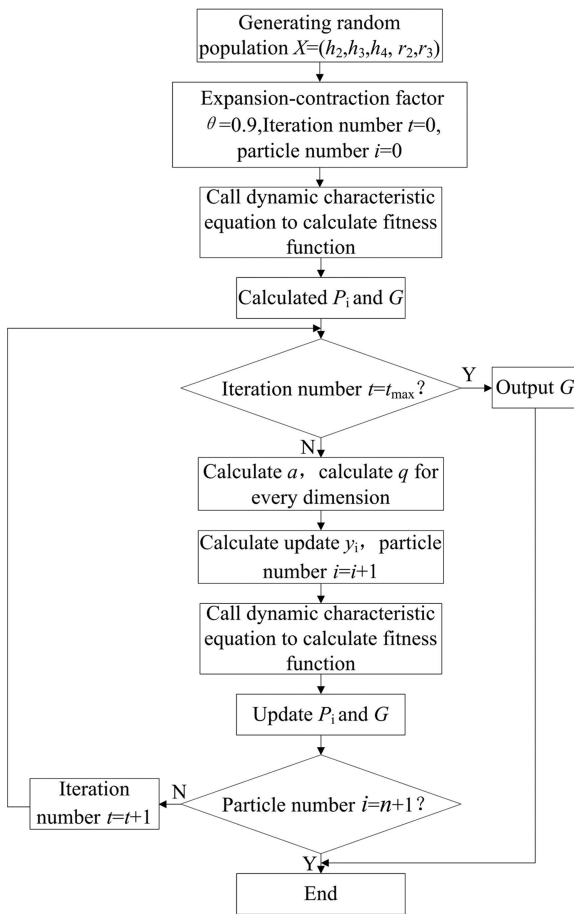 Generating random
population X=(h2,h3,h4, r2,r3)
Expansion-contraction factor
θ=0.9,Iteration number t=0,
particle number i=0
Call dynamic characteristic
equation to calculate fitness
function
Calculated Pi and G
Iteration number t=tmax?
Y
Output G
N
Calculate a，calculate q for
every dimension
Calculate update yi，particle
number i=i+1
Call dynamic characteristic
equation to calculate fitness
function
Update Pi and G
Particle number i=n+1?
N
Iteration
number t=t+1
Y
End